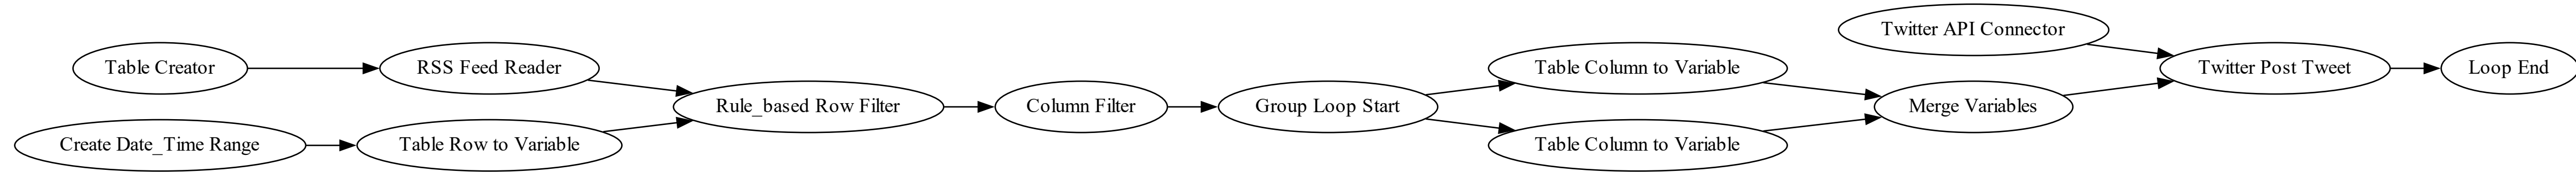 Table Creator
RSS Feed Reader
Create Date_Time Range
Table Row to Variable
Rule_based Row Filter
Column Filter
Group Loop Start
Table Column to Variable
Table Column to Variable
Twitter API Connector
Merge Variables
Twitter Post Tweet
Loop End